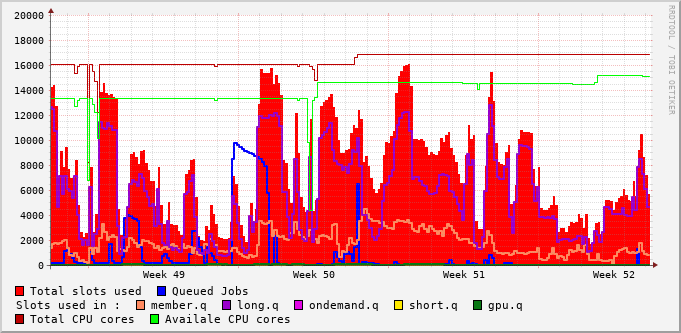 20000
18000
16000
14000
12000
10000
8000
6000
4000
2000
0
RRDTOOL / TOBI OETIKER
Week 49 Week 50 Week 51 Week 52
Total slots used Queued Jobs
Slots used in : member.q long.q ondemand.q short.q gpu.q
Total CPU cores Availale CPU cores